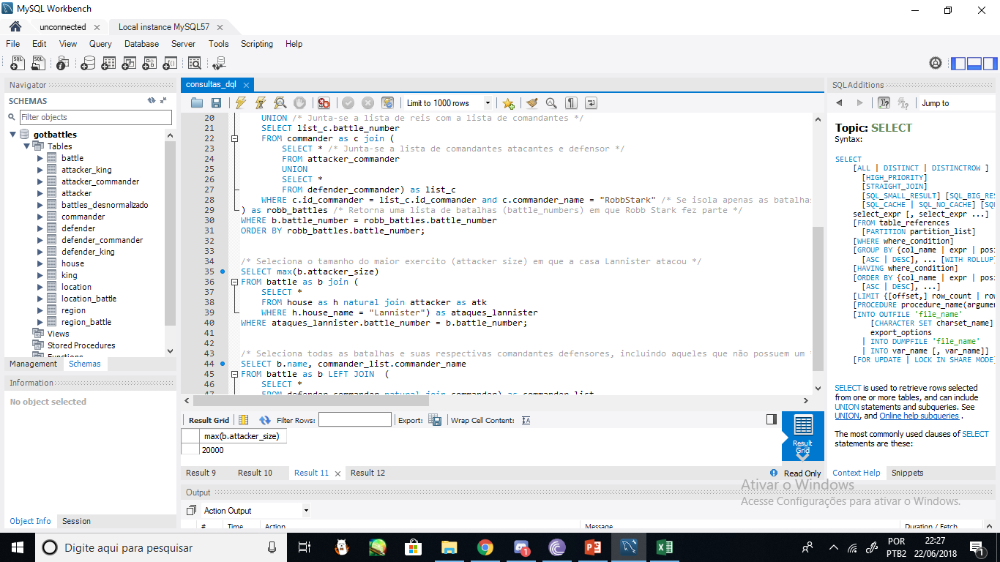 MySQL Workbench
unconnected
Local instance MySQL57
File Edit View Query Database Server Tools Scripting Help
Navigator
SCHEMAS
Filter objects
gotbattles
Tables
battle
attacker_king
attacker_commander
attacker
battles_desnormalizado
commander
defender
defender_commander
defender_king
house
king
location
location_battle
region
region_battle
Views
Stored Procedures
Functions
Management Schemas
Information
No object selected
Object Info Session
consultas_dql
Limit to 1000 rows
20 UNION /* Junta-se a lista de reis com a lista de comandantes */
21 SELECT list_c.battle_number
22 FROM commander as c join (
23 SELECT * /* Junta-se a lista de comandantes atacantes e defensor */
24 FROM attacker_commander
25 UNION
26 SELECT *
27 FROM defender_commander) as list_c
28 WHERE c.id_commander = list_c.id_commander and c.commander_name = "RobbStark" /* Se isola apenas as batalha
29 ) as robb_battles /* Retorna uma lista de batalhas (battle_numbers) em que Robb Stark fez parte */
30 WHERE b.battle_number = robb_battles.battle_number
31 ORDER BY robb_battles.battle_number;
32
33
34 /* Seleciona o tamanho do maior exercito (attacker size) em que a casa Lannister atacou */
35 SELECT max(b.attacker_size)
36 FROM battle as b join (
37 SELECT *
38 FROM house as h natural join attacker as atk
39 WHERE h.house_name = "Lannister") as ataques_lannister
40 WHERE ataques_lannister.battle_number = b.battle_number;
41
42
43 /* Seleciona todas as batalhas e suas respectivas comandantes defensores, incluindo aqueles que não possuem um
44 SELECT b.name, commander_list.commander_name
45 FROM battle as b LEFT JOIN (
46 SELECT *
47 FROM defender_commander natural join commander) as commander_list
Result Grid Filter Rows: Export: Wrap Cell Content:
max(b.attacker_size)
20000
Result Grid
Result 9 Result 10 Result 11 Result 12
Read Only
Output
Action Output
# Time Action Message Duration / Fetch
SQLAdditions
Jump to
Topic: SELECT
Syntax:
SELECT
[ALL | DISTINCT | DISTINCTROW ]
[HIGH_PRIORITY]
[STRAIGHT_JOIN]
[SQL_SMALL_RESULT] [SQL_BIG_RE
[SQL_CACHE | SQL_NO_CACHE] [SQ
select_expr [, select_expr ...]
[FROM table_references
[PARTITION partition_list]
[WHERE where_condition]
[GROUP BY {col_name | expr | pos
[ASC | DESC], ... [WITH ROLLUP
[HAVING where_condition]
[ORDER BY {col_name | expr | pos
[ASC | DESC], ...]
[LIMIT {[offset,] row_count | row
[PROCEDURE procedure_name(argumen
[INTO OUTFILE 'file_name'
[CHARACTER SET charset_name]
export_options
| INTO DUMPFILE 'file_name'
| INTO var_name [, var_name]]
[FOR UPDATE | LOCK IN SHARE MODE
SELECT is used to retrieve rows selected
from one or more tables, and can include
UNION statements and subqueries. See
UNION, and Online help subqueries .
The most commonly used clauses of SELECT
statements are these:
Context Help Snippets
Ativar o Windows
Acesse Configurações para ativar o Windows.
Digite aqui para pesquisar
1
POR
PTB2
22:27
22/06/2018
1